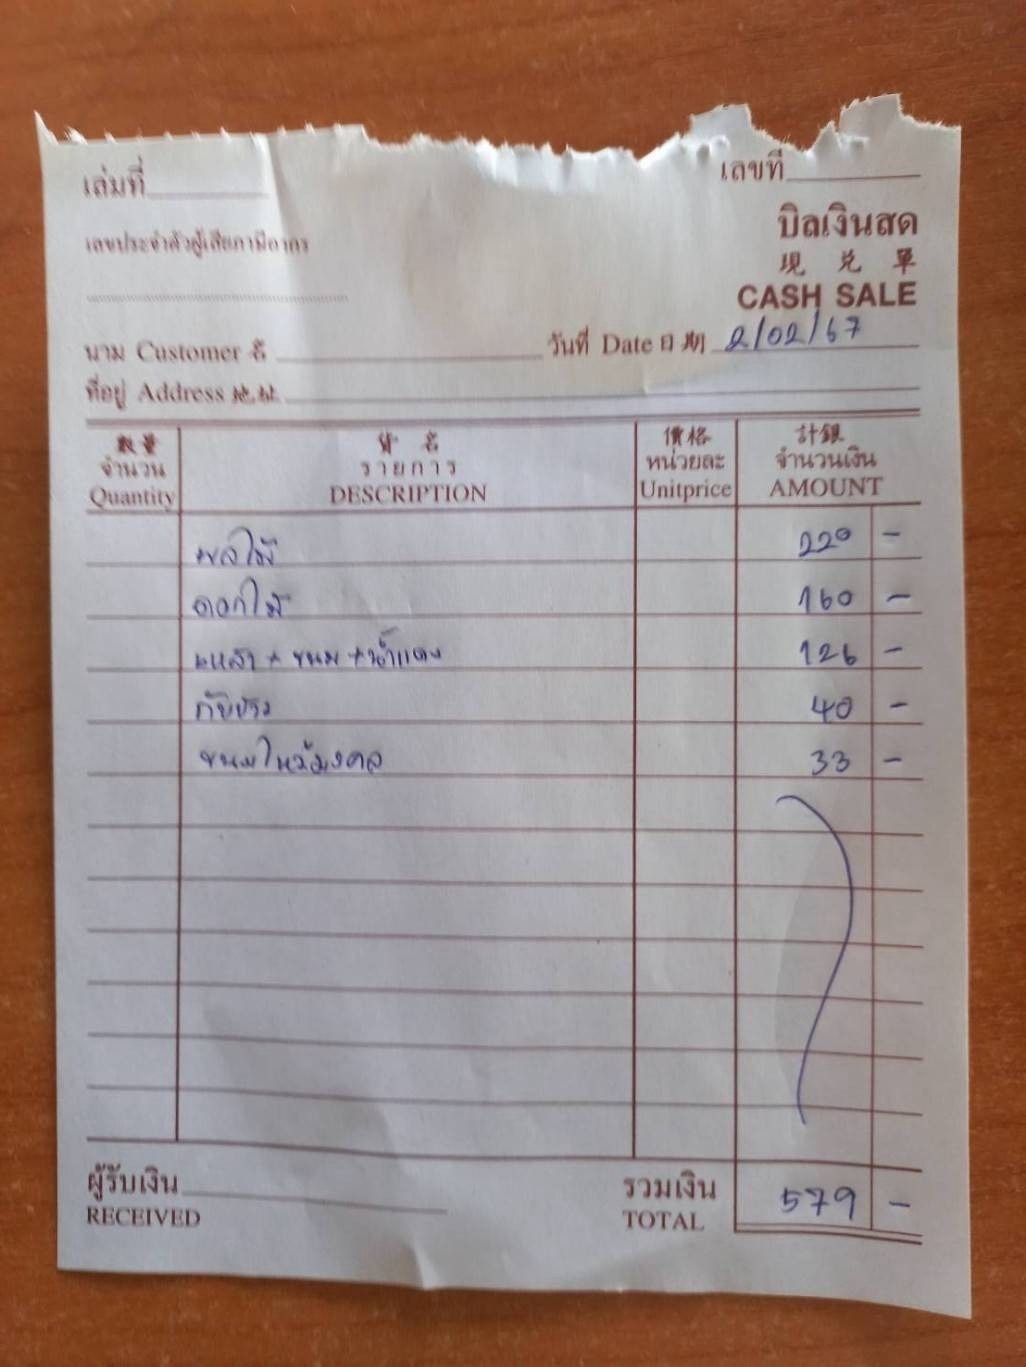 เล่มที่ เลขที่
เลขประจำตัวผู้เสียภาษีอากร
บิลเงินสด
現 兌 單
CASH SALE
นาม Customer 名 วันที่ Date 日期 2/02/67
ที่อยู่ Address 地址
數量 貨名 價格 計銀
จำนวน รายการ หน่วยละ จำนวนเงิน
Quantity DESCRIPTION Unitprice AMOUNT
ผลไม้ 220 -
ดอกไม้ 160 -
เหล้า + ขนม + น้ำแดง 126 -
กับข้าว 40 -
ขนมไหว้มงคล 33 -
ผู้รับเงิน รวมเงิน
RECEIVED TOTAL 579 -